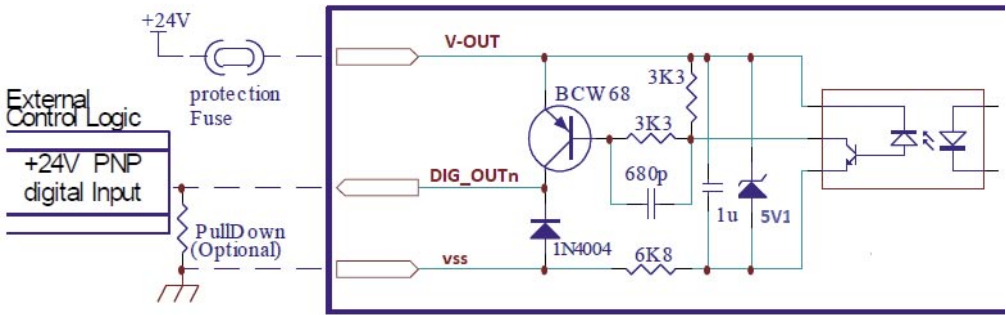 +24V
protection
Fuse
External
Control Logic
+24V PNP
digital Input
PullDown
(Optional)
V-OUT
DIG_OUTn
vss
BCW68
3K3
3K3
680p
1u
5V1
1N4004
6K8